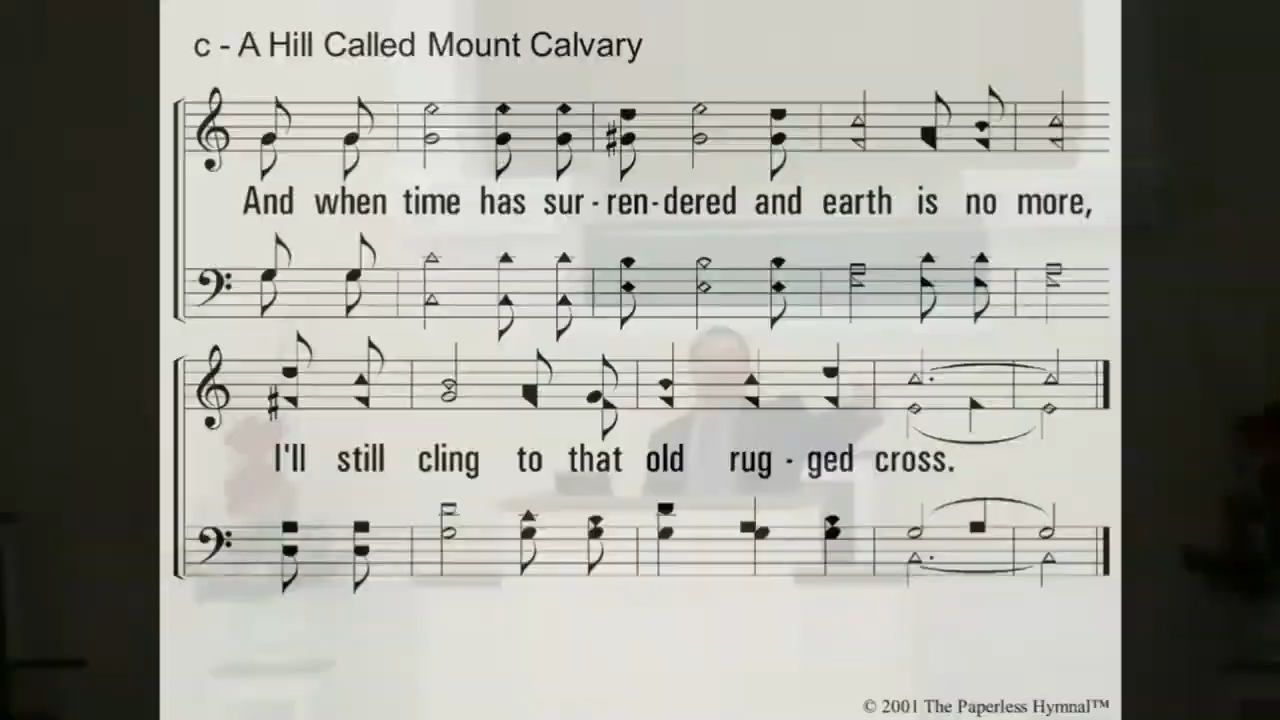 c - A Hill Called Mount Calvary
And when time has sur - ren - dered and earth is no more,
I'll still cling to that old rug - ged cross.
© 2001 The Paperless Hymnal™